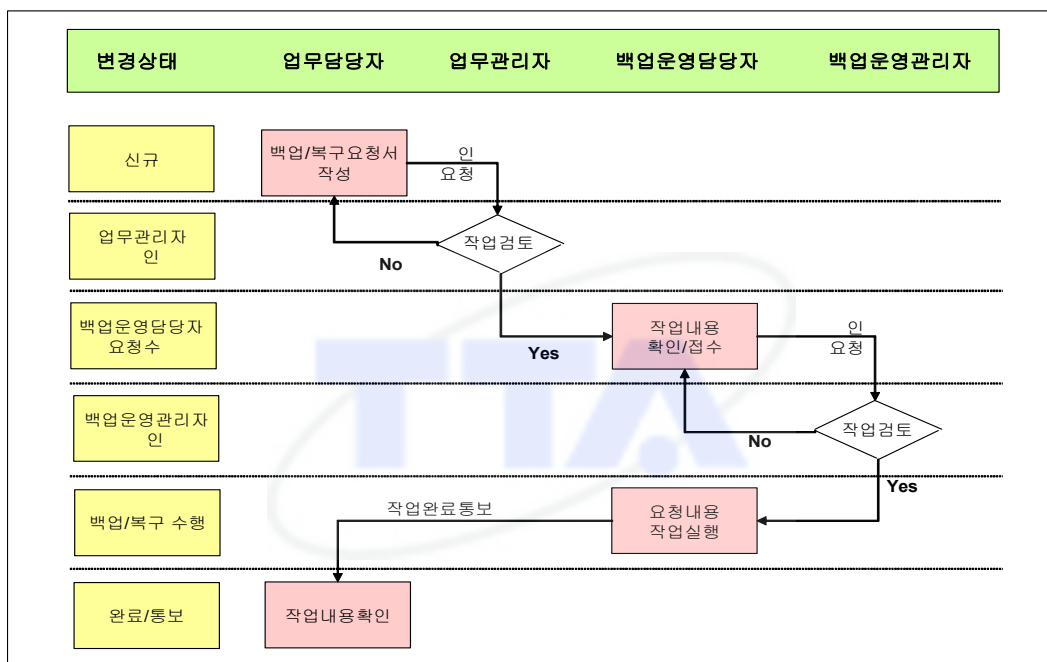 변경상태 업무담당자 업무관리자 백업운영담당자 백업운영관리자
신규
백업/복구요청서
작성
인
요청
업무관리자
인
작업검토
No
백업운영담당자
요청수
Yes
작업내용
확인/접수
인
요청
백업운영관리자
인
No
작업검토
Yes
백업/복구 수행
작업완료통보
요청내용
작업실행
완료/통보
작업내용확인
TTA